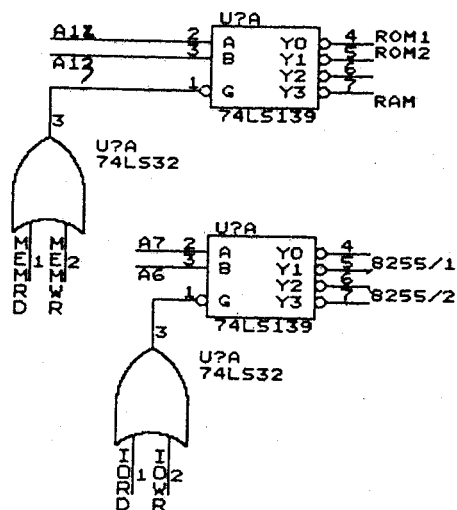 U?A
2 A Y0 4 ROM1
3 B Y1 5 ROM2
A12
Y2 6
1 G Y3 7 RAM
74LS139
3
U?A
74LS32
MEMRD 1 MEMWR 2
U?A
A7 2 A Y0 4
A6 3 B Y1 5 8255/1
Y2 6
1 G Y3 7 8255/2
74LS139
3
U?A
74LS32
IORD 1 IOWR 2